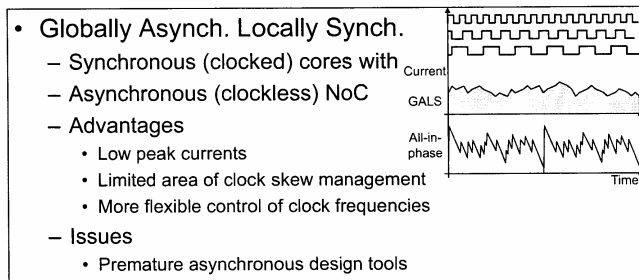 • Globally Asynch. Locally Synch.
– Synchronous (clocked) cores with
– Asynchronous (clockless) NoC
– Advantages
• Low peak currents
• Limited area of clock skew management
• More flexible control of clock frequencies
– Issues
• Premature asynchronous design tools
Current
GALS
All-in-
phase
Time